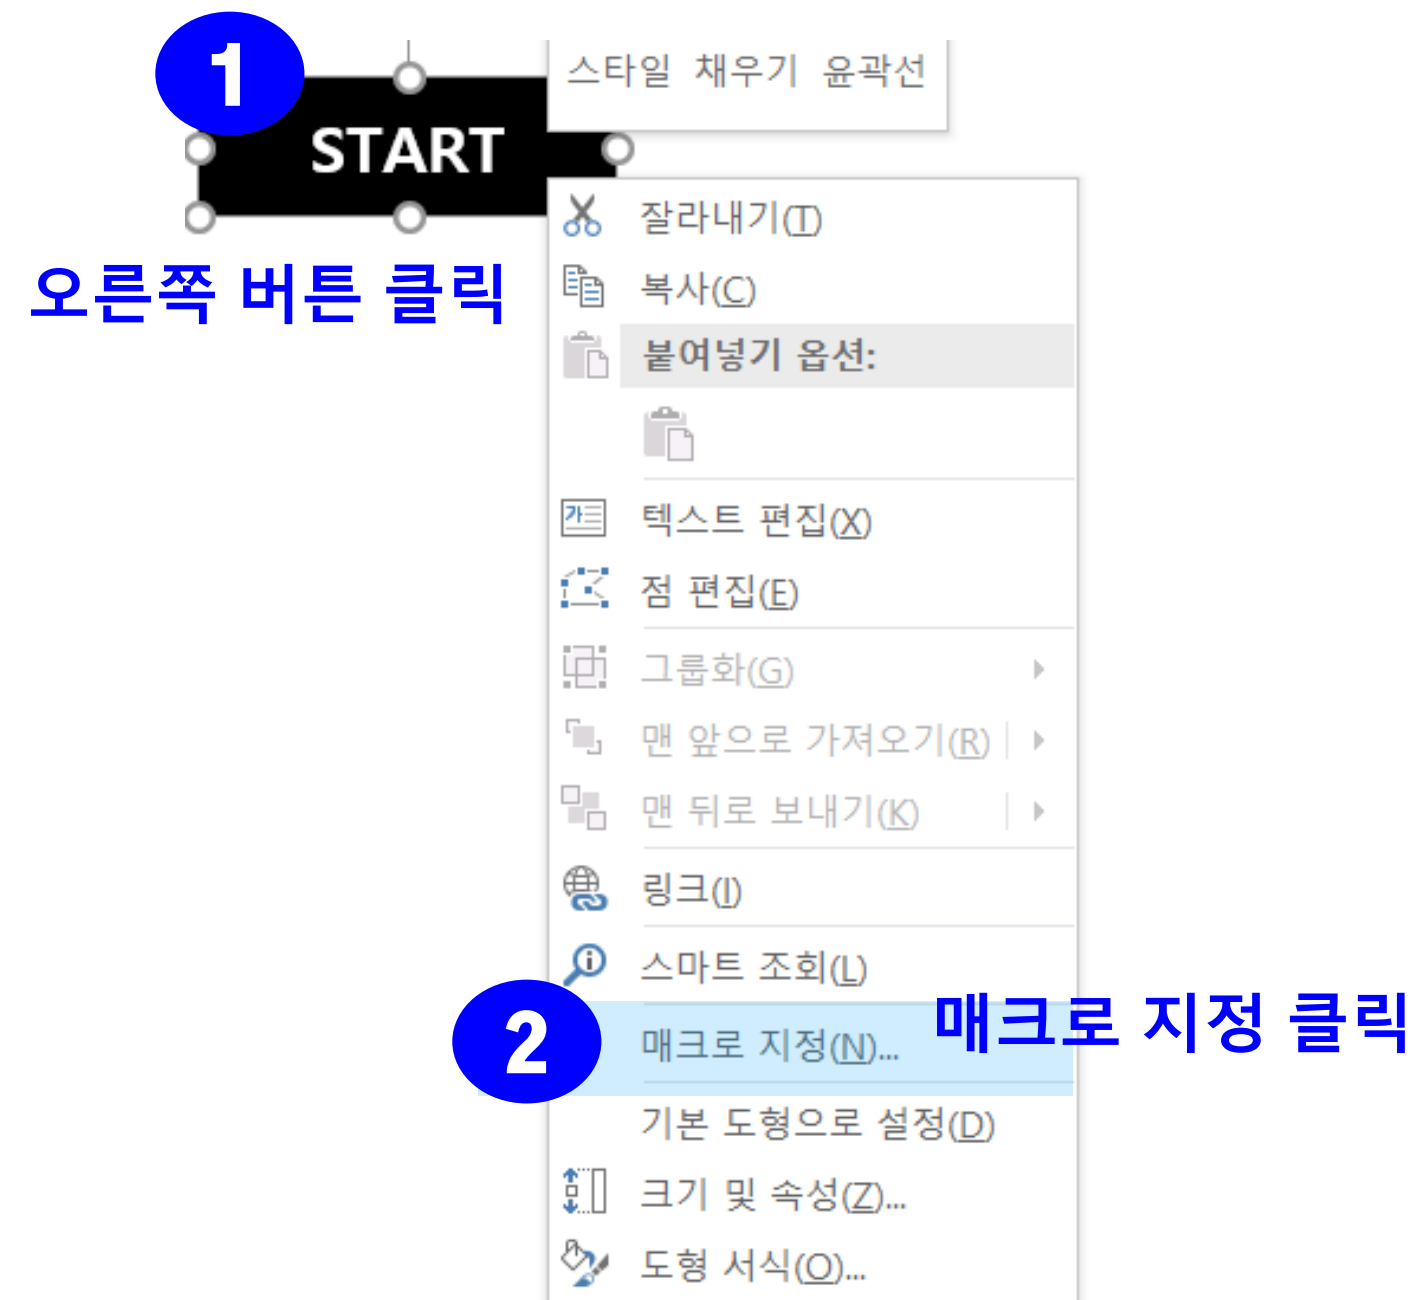 1
스타일 채우기 윤곽선
START
오른쪽 버튼 클릭
잘라내기(T)
복사(C)
붙여넣기 옵션:
가
텍스트 편집(X)
점 편집(E)
그룹화(G)
맨 앞으로 가져오기(R)
맨 뒤로 보내기(K)
링크(I)
스마트 조회(L)
2
매크로 지정(N)...
매크로 지정 클릭
기본 도형으로 설정(D)
크기 및 속성(Z)...
도형 서식(O)...